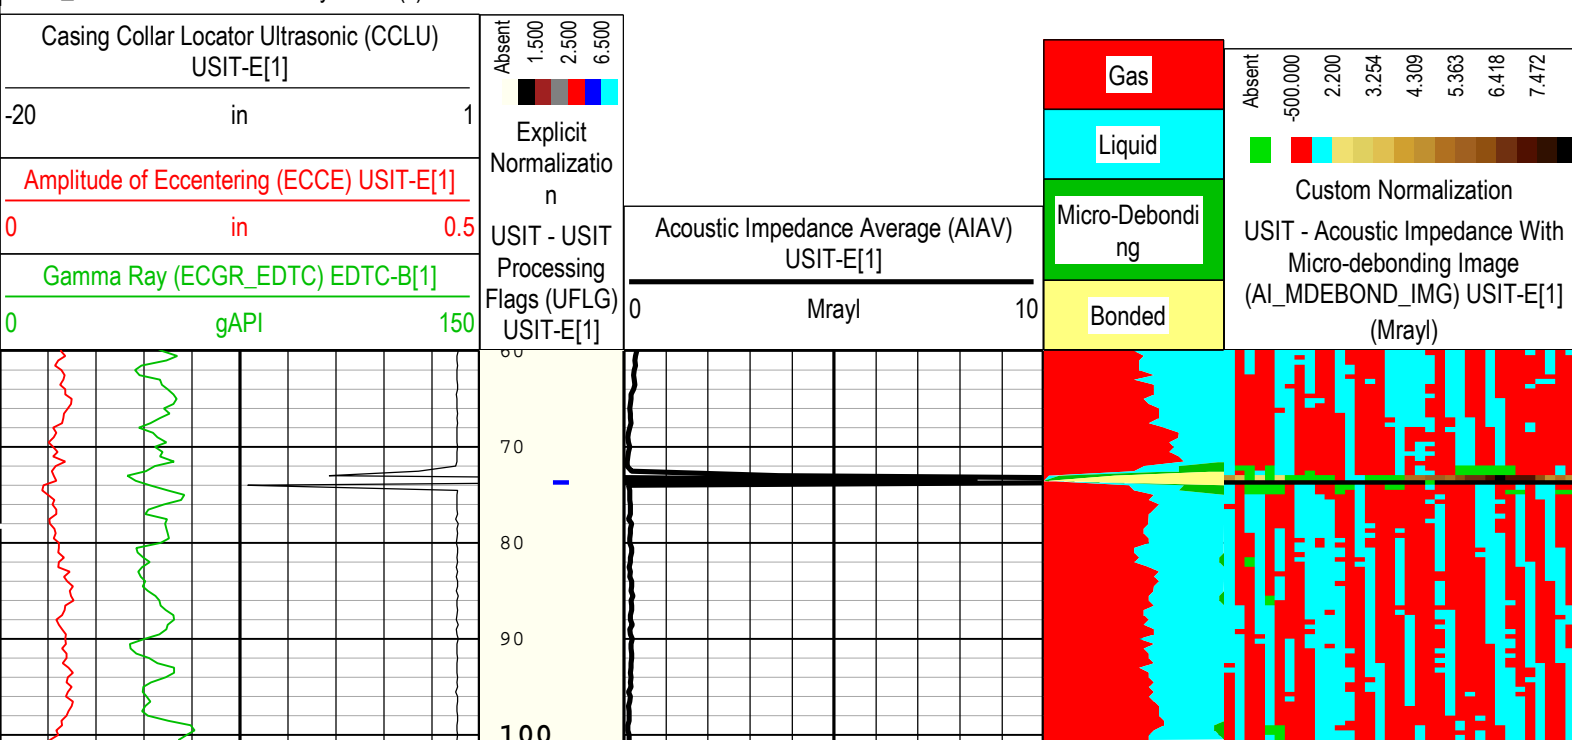 Casing Collar Locator Ultrasonic (CCLU)
USIT-E[1]
-20 in 1
Amplitude of Eccentering (ECCE) USIT-E[1]
0 in 0.5
Gamma Ray (ECGR_EDTC) EDTC-B[1]
0 gAPI 150
Absent
1.500
2.500
6.500
Explicit
Normalizatio
n
USIT - USIT
Processing
Flags (UFLG)
USIT-E[1]
Acoustic Impedance Average (AIAV)
USIT-E[1]
0 Mrayl 10
Gas
Liquid
Micro-Debondi
ng
Bonded
Absent
-500.000
2.200
3.254
4.309
5.363
6.418
7.472
Custom Normalization
USIT - Acoustic Impedance With
Micro-debonding Image
(AI_MDEBOND_IMG) USIT-E[1]
(Mrayl)
60
70
80
90
100